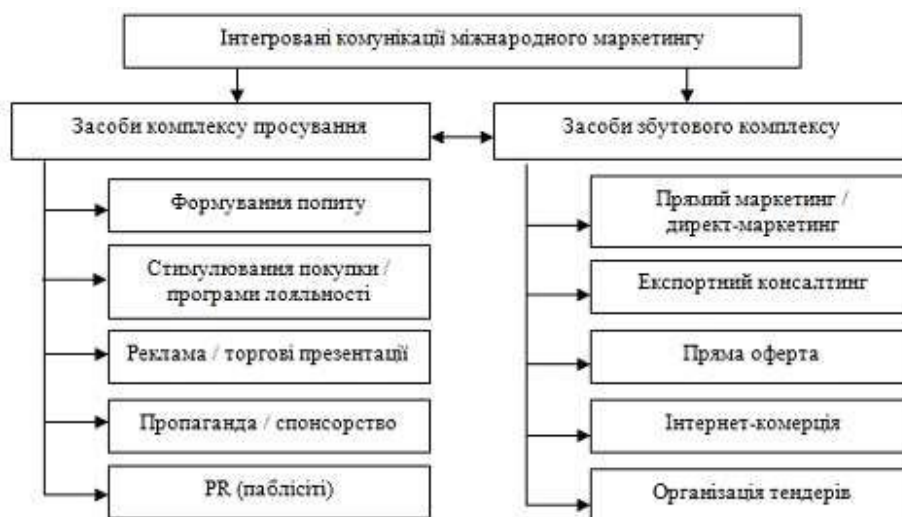 Інтегровані комунікації міжнародного маркетингу
Засоби комплексу просування
Засоби збутового комплексу
Формування попиту
Стимулювання покупки /
програми лояльності
Реклама / торгові презентації
Пропаганда / спонсорство
PR (пабліcіті)
Прямий маркетинг /
директ-маркетинг
Експортний консалтинг
Пряма оферта
Інтернет-комерція
Організація тендерів